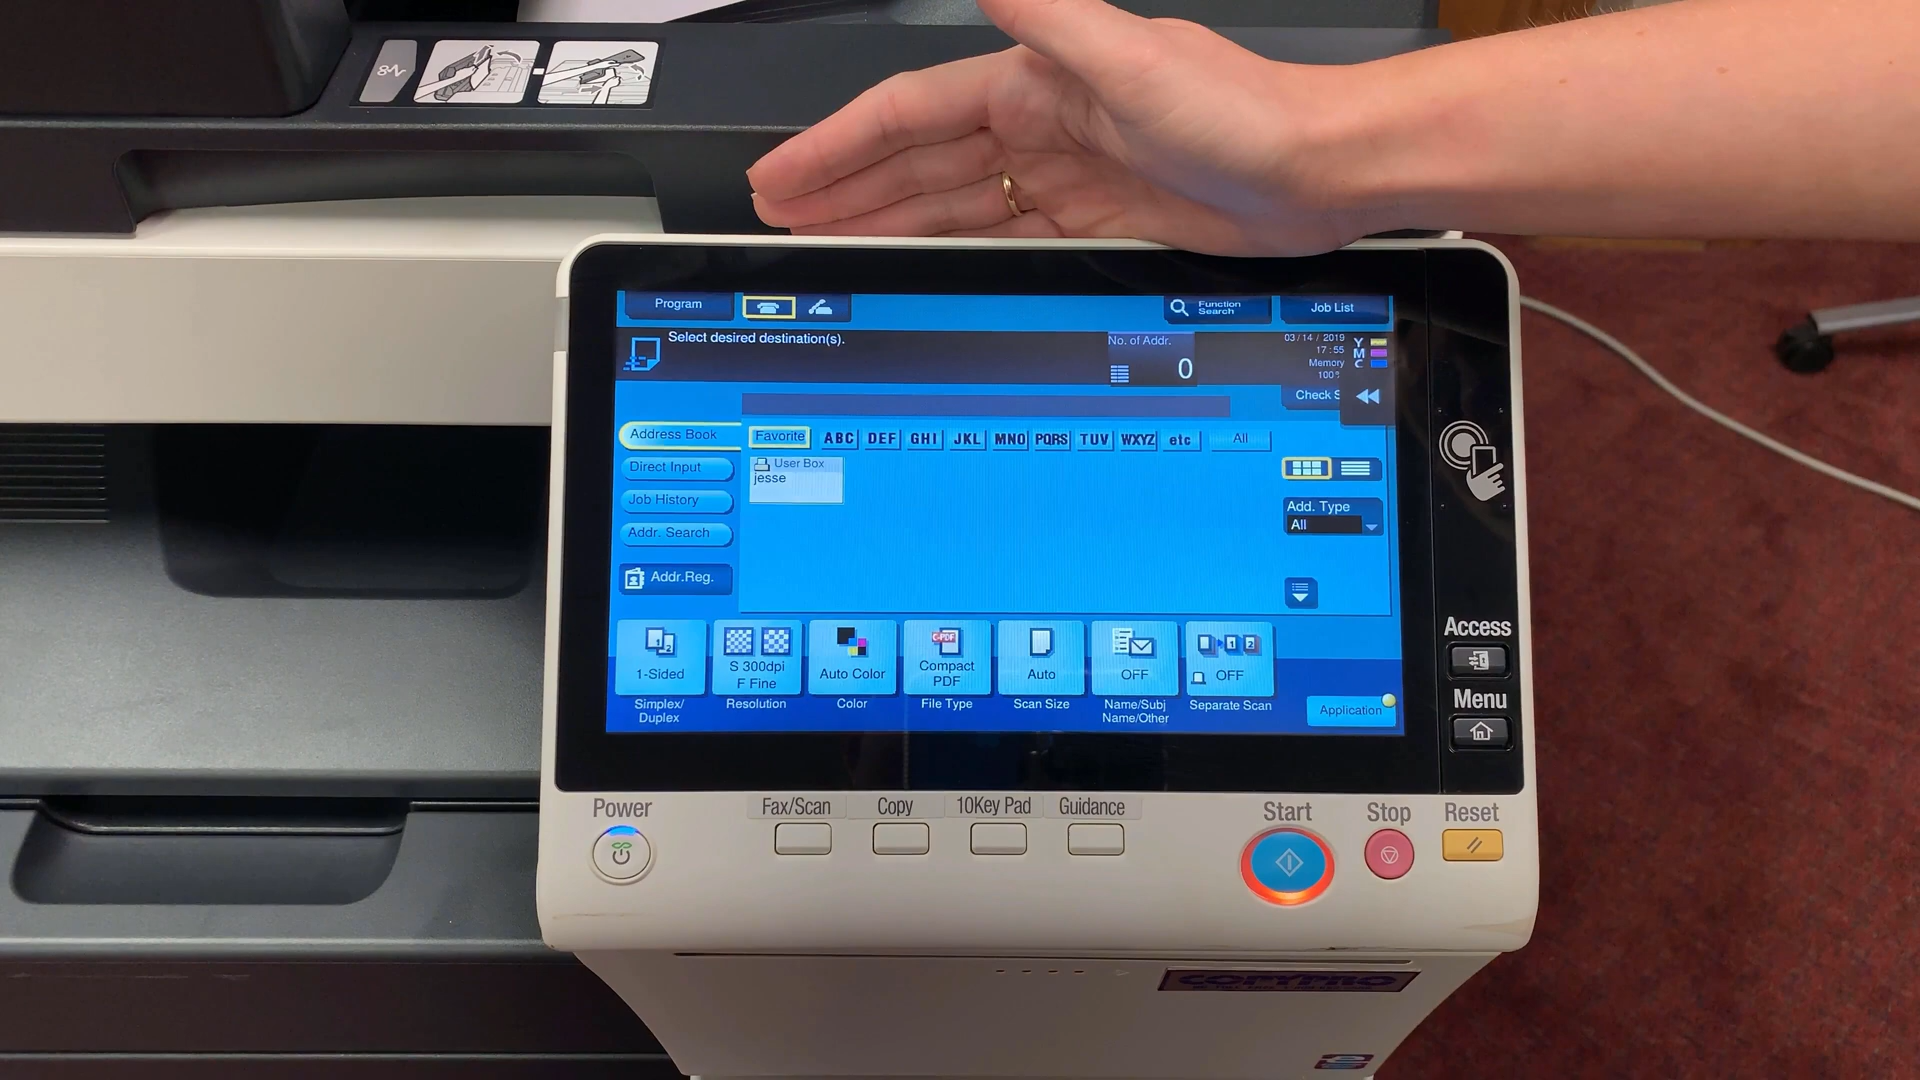 Program
Function
Search
Job List
Select desired destination(s).
No. of Addr.
0
03/14/2019
17:55
Memory
100%
Y
M
C
Check S
Address Book
Favorite
ABC
DEF
GHI
JKL
MNO
PQRS
TUV
WXYZ
etc
All
User Box
jesse
Direct Input
Job History
Addr. Search
Addr.Reg.
Add. Type
All
1-Sided
S 300dpi
F Fine
Auto Color
C-PDF
Compact
PDF
Auto
OFF
OFF
Simplex/
Duplex
Resolution
Color
File Type
Scan Size
Name/Subj
Name/Other
Separate Scan
Application
Access
Menu
Power
Fax/Scan
Copy
10Key Pad
Guidance
Start
Stop
Reset
COPYPRO